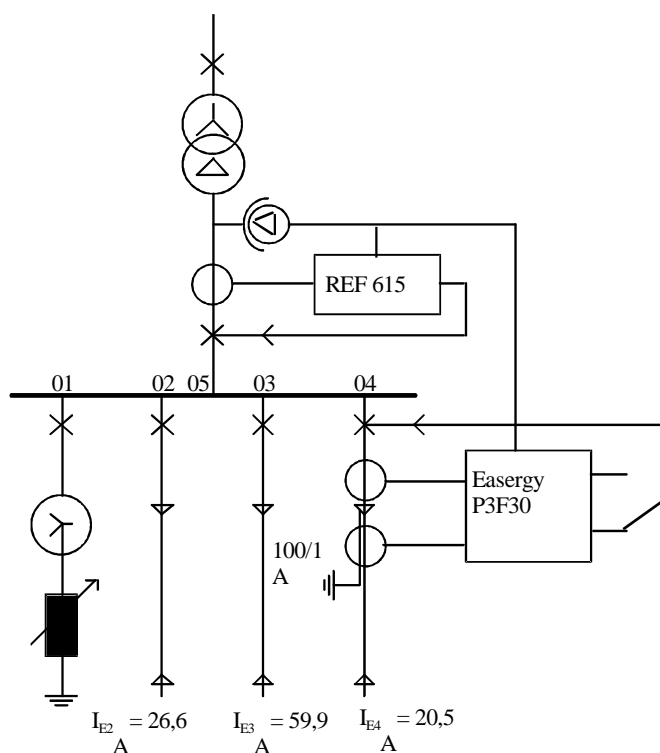 REF 615
01 02 05 03 04
Easergy
P3F30
100/1
A
I_E2 = 26,6
A
I_E3 = 59,9
A
I_E4 = 20,5
A